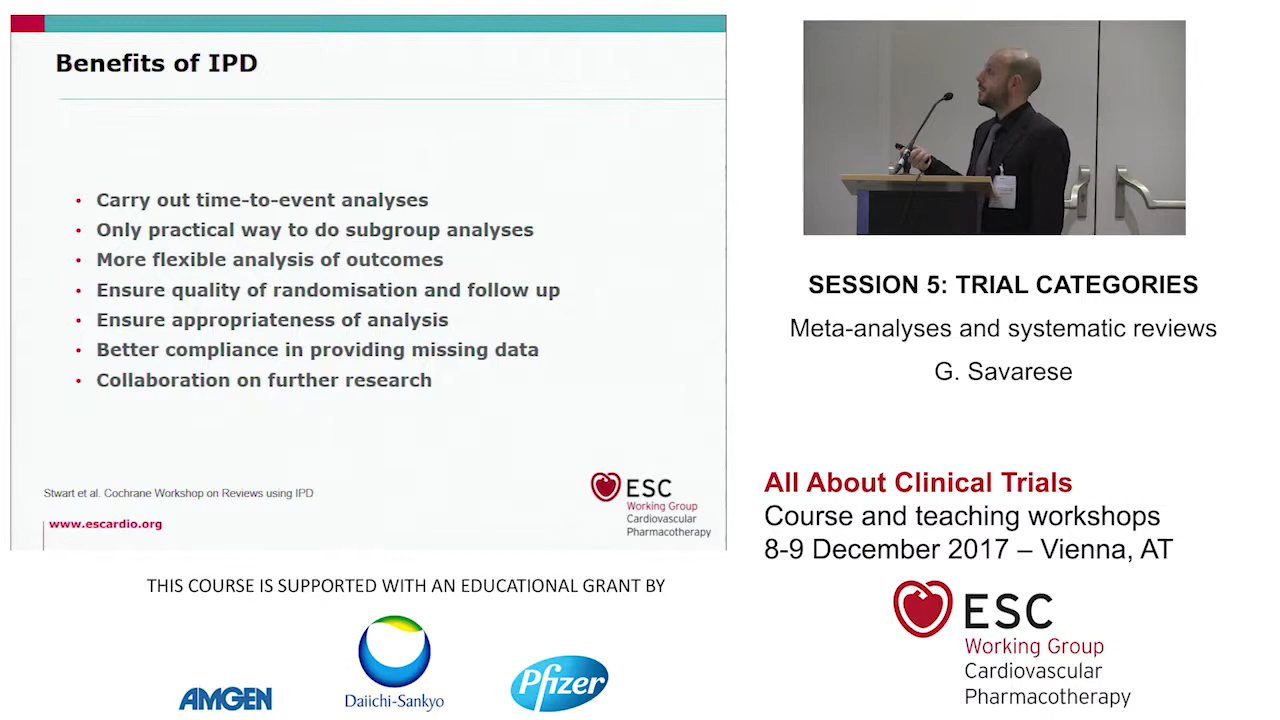 Benefits of IPD
• Carry out time-to-event analyses
• Only practical way to do subgroup analyses
• More flexible analysis of outcomes
• Ensure quality of randomisation and follow up
• Ensure appropriateness of analysis
• Better compliance in providing missing data
• Collaboration on further research
Stwart et al. Cochrane Workshop on Reviews using IPD
www.escardio.org
ESC
Working Group
Cardiovascular
Pharmacotherapy
SESSION 5: TRIAL CATEGORIES
Meta-analyses and systematic reviews
G. Savarese
All About Clinical Trials
Course and teaching workshops
8-9 December 2017 – Vienna, AT
ESC
Working Group
Cardiovascular
Pharmacotherapy
THIS COURSE IS SUPPORTED WITH AN EDUCATIONAL GRANT BY
AMGEN
Daiichi-Sankyo
Pfizer